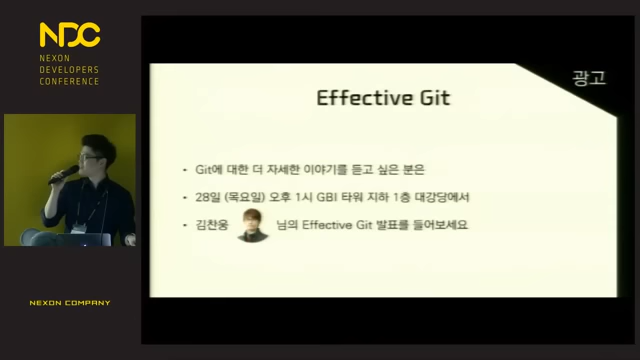 NDC
NEXON
DEVELOPERS
CONFERENCE
광고
Effective Git
• Git에 대한 더 자세한 이야기를 듣고 싶은 분은
• 28일 (목요일) 오후 1시 GBI 타워 지하 1층 대강당에서
• 김찬웅 님의 Effective Git 발표를 들어보세요
NEXON COMPANY